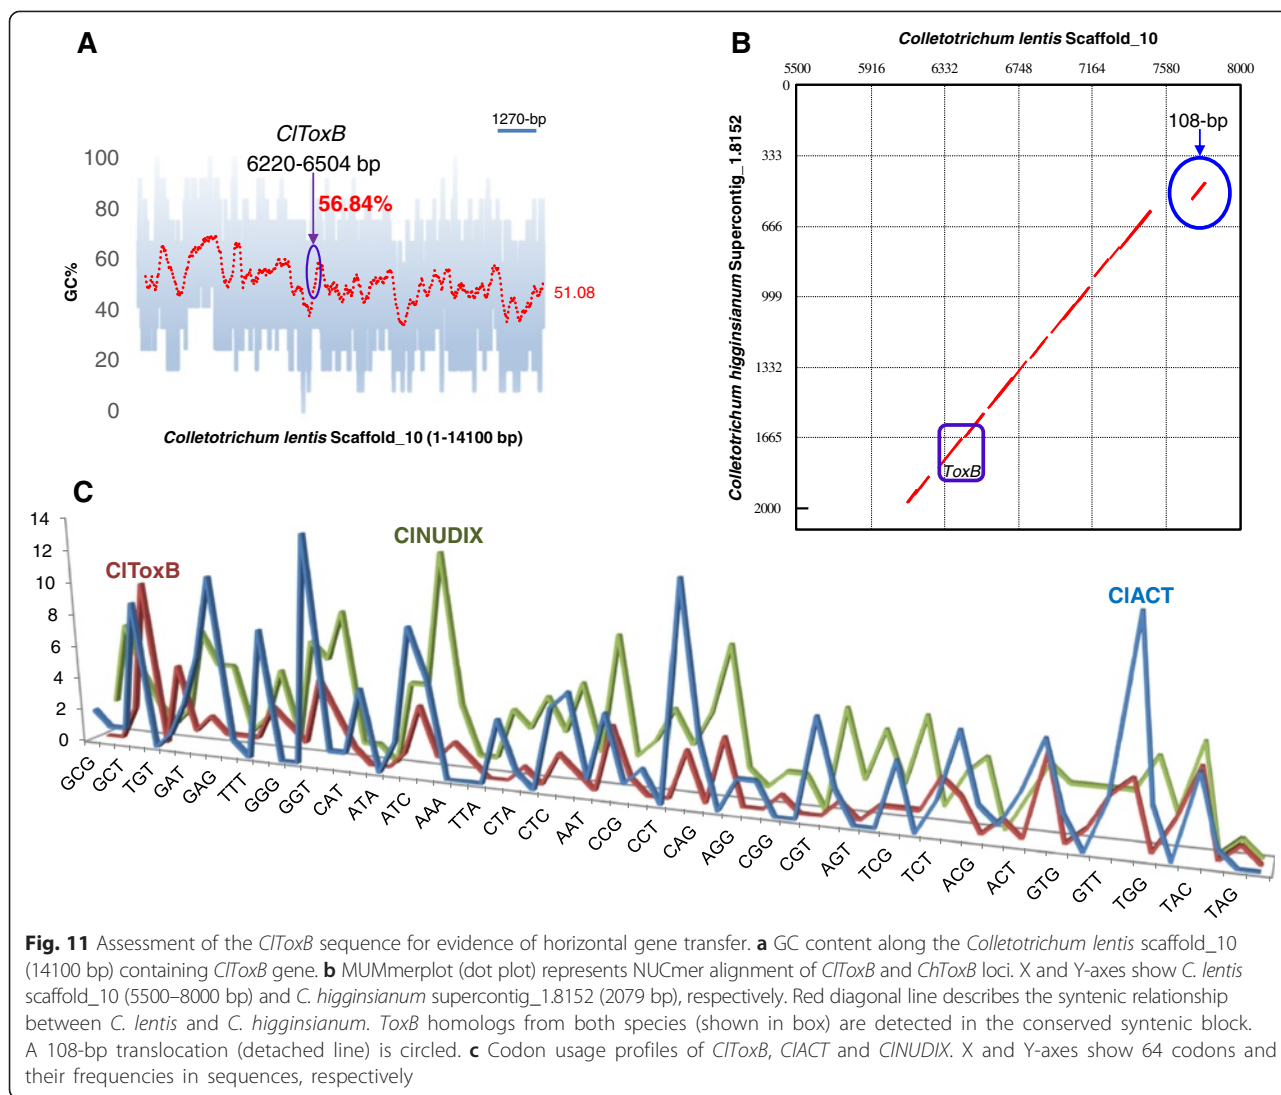 A
ClToxB
6220-6504 bp
56.84%
1270-bp
100
80
60
40
20
0
GC%
51.08
Colletotrichum lentis Scaffold_10 (1-14100 bp)
B
Colletotrichum lentis Scaffold_10
5500 5916 6332 6748 7164 7580 8000
0
333
666
999
1332
1665
2000
Colletotrichum higginsianum Supercontig_1.8152
108-bp
ToxB
C
14
12
10
8
6
4
2
0
ClToxB
ClNUDIX
ClACT
GCG GCT TGT GAT GAG TTT GGG GGT CAT ATA ATC AAA TTA CTA CTC AAT CCG CCT CAG AGG CGG CGT AGT TCG TCT ACG ACT GTG GTT TGG TAC TAG
Fig. 11 Assessment of the ClToxB sequence for evidence of horizontal gene transfer. a GC content along the Colletotrichum lentis scaffold_10
(14100 bp) containing ClToxB gene. b MUMmerplot (dot plot) represents NUCmer alignment of ClToxB and ChToxB loci. X and Y-axes show C. lentis
scaffold_10 (5500–8000 bp) and C. higginsianum supercontig_1.8152 (2079 bp), respectively. Red diagonal line describes the syntenic relationship
between C. lentis and C. higginsianum. ToxB homologs from both species (shown in box) are detected in the conserved syntenic block.
A 108-bp translocation (detached line) is circled. c Codon usage profiles of ClToxB, ClACT and ClNUDIX. X and Y-axes show 64 codons and
their frequencies in sequences, respectively